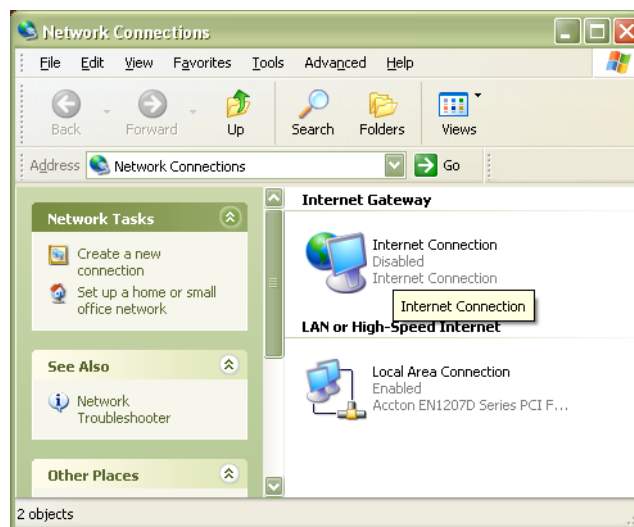 Network Connections
File Edit View Favorites Tools Advanced Help
Back Forward Up Search Folders Views
Address Network Connections Go
Network Tasks
Create a new
connection
Set up a home or small
office network
See Also
Network
Troubleshooter
Other Places
Internet Gateway
Internet Connection
Disabled
Internet Connection
Internet Connection
LAN or High-Speed Internet
Local Area Connection
Enabled
Accton EN1207D Series PCI F...
2 objects